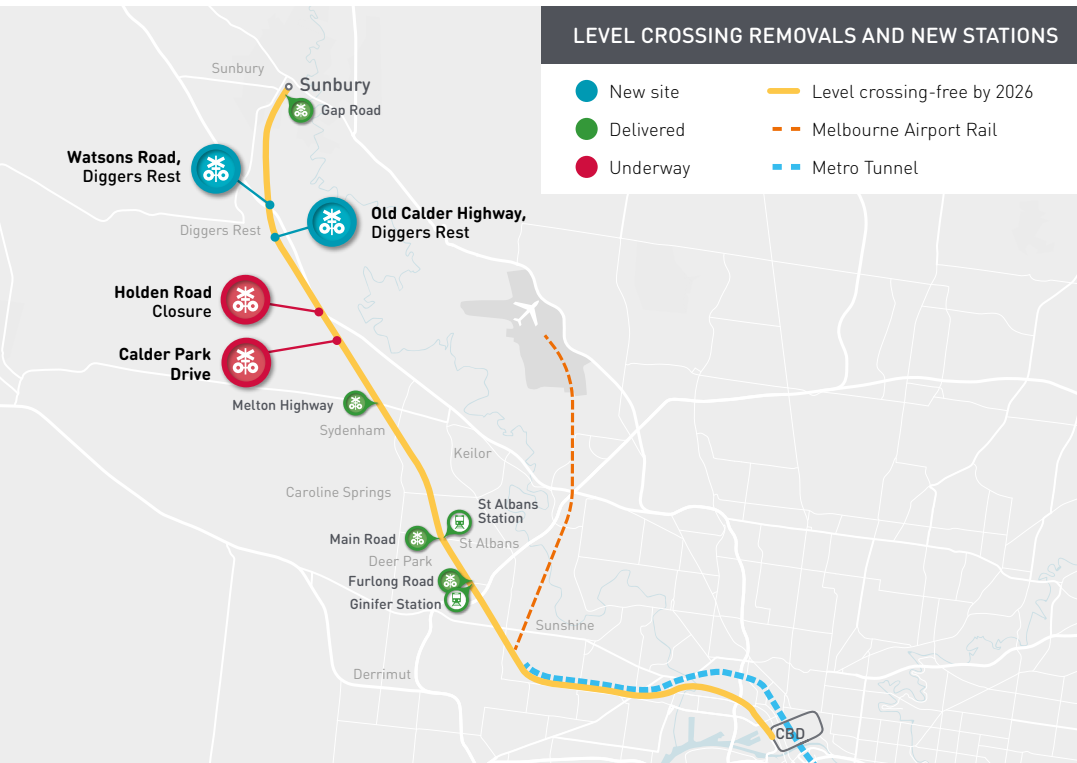 LEVEL CROSSING REMOVALS AND NEW STATIONS
New site
Delivered
Underway
Level crossing-free by 2026
Melbourne Airport Rail
Metro Tunnel
Sunbury
Sunbury
Gap Road
Watsons Road,
Diggers Rest
Old Calder Highway,
Diggers Rest
Diggers Rest
Holden Road
Closure
Calder Park
Drive
Melton Highway
Sydenham
Keilor
Caroline Springs
St Albans
Station
Main Road
St Albans
Deer Park
Furlong Road
Ginifer Station
Sunshine
Derrimut
CBD